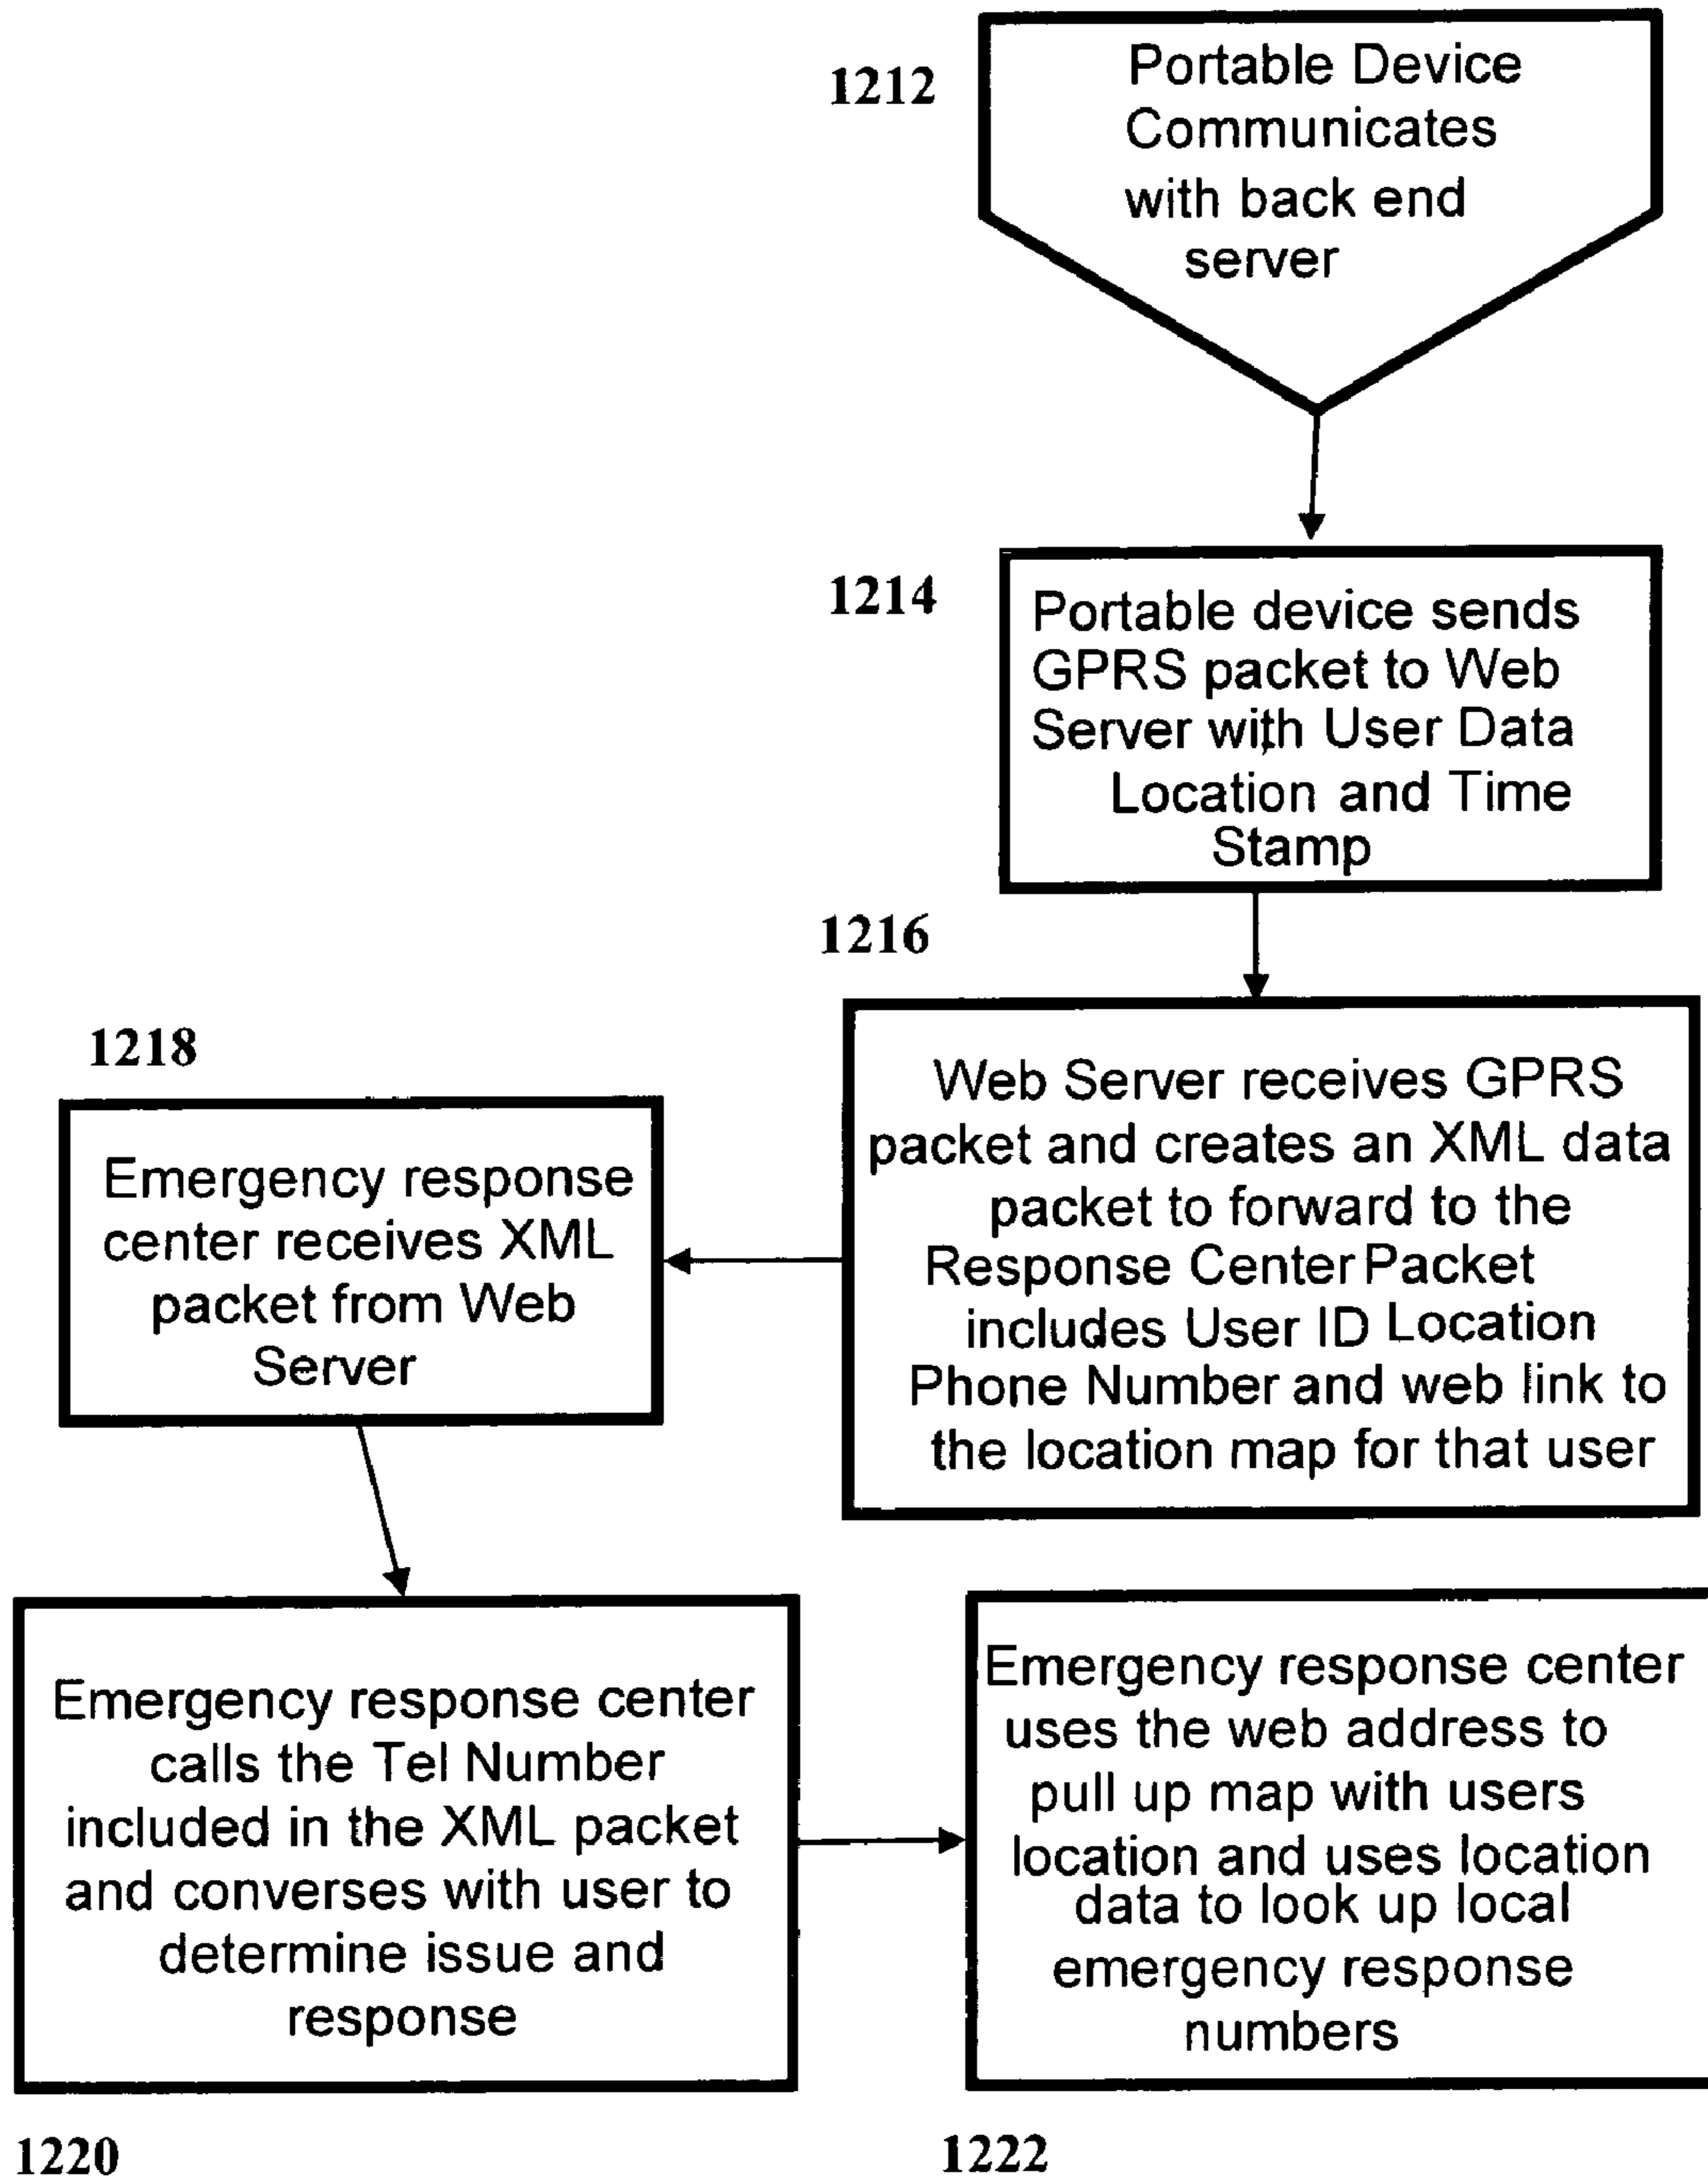 1212
Portable Device
Communicates
with back end
server
1214
Portable device sends
GPRS packet to Web
Server with User Data
Location and Time
Stamp
1216
Web Server receives GPRS
packet and creates an XML data
packet to forward to the
Response Center Packet
includes User ID Location
Phone Number and web link to
the location map for that user
1218
Emergency response
center receives XML
packet from Web
Server
Emergency response center
calls the Tel Number
included in the XML packet
and converses with user to
determine issue and
response
1220
Emergency response center
uses the web address to
pull up map with users
location and uses location
data to look up local
emergency response
numbers
1222